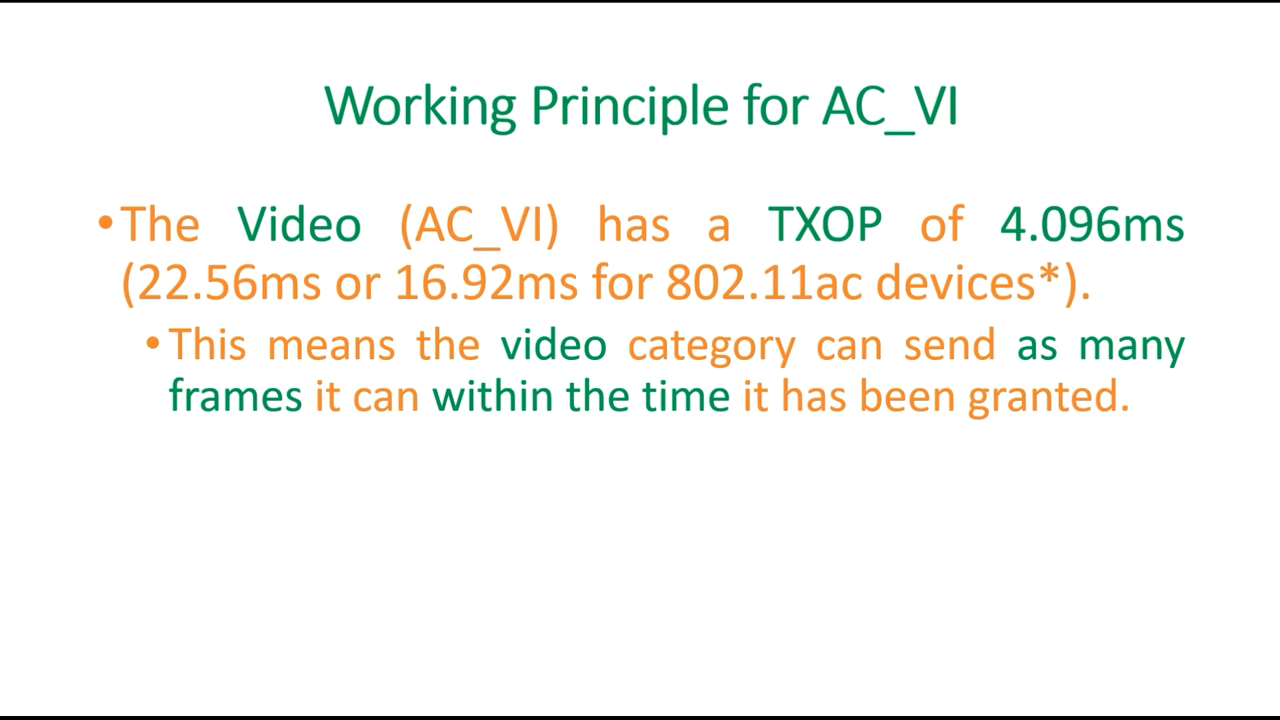 Working Principle for AC_VI
•The Video (AC_VI) has a TXOP of 4.096ms
(22.56ms or 16.92ms for 802.11ac devices*).
•This means the video category can send as many
frames it can within the time it has been granted.